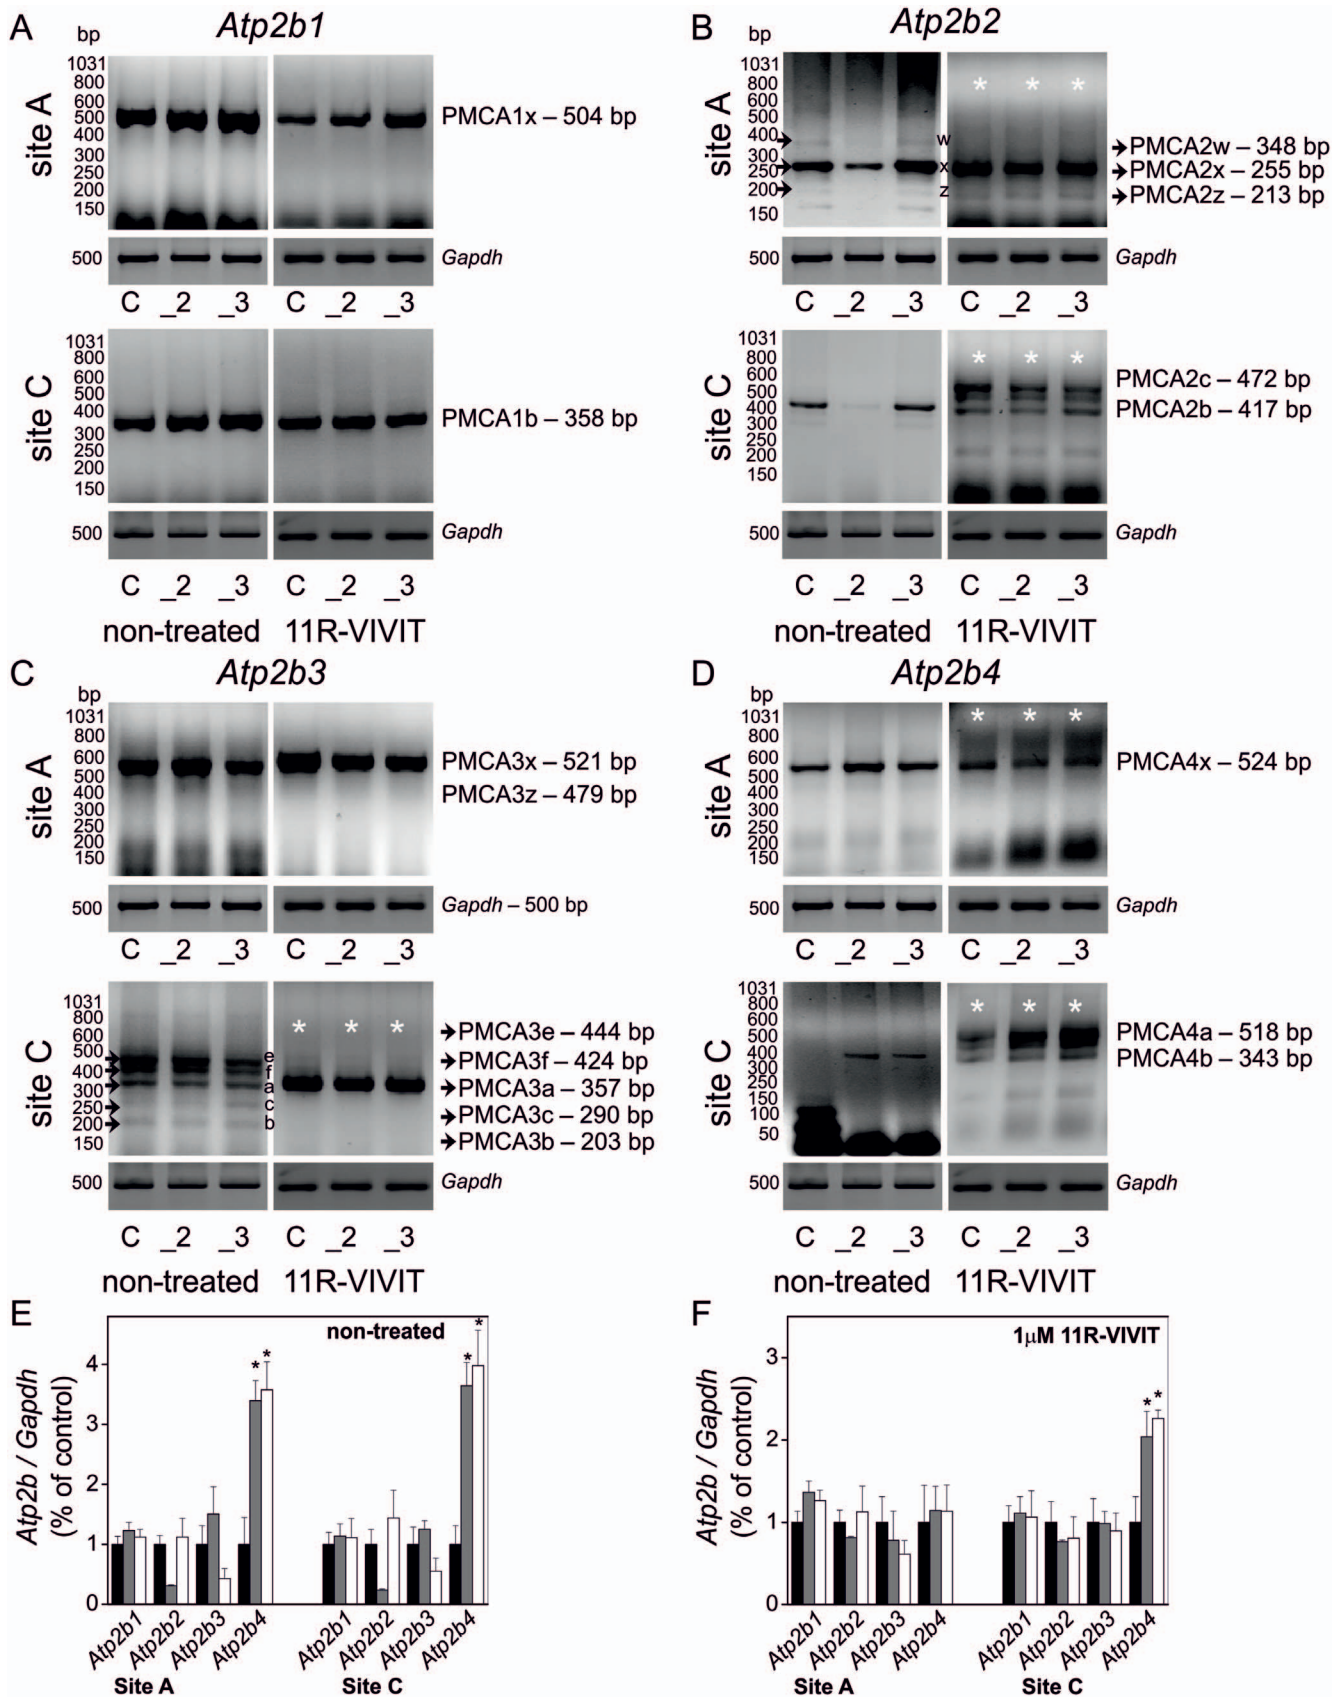 A
Atp2b1
bp
site A
1031
800
600
500
400
300
250
200
150
PMCA1x – 504 bp
500
Gapdh
C _2 _3 C _2 _3
site C
1031
800
600
500
400
300
250
200
150
PMCA1b – 358 bp
500
Gapdh
C _2 _3 C _2 _3
non-treated 11R-VIVIT
B
Atp2b2
bp
site A
1031
800
600
500
400
300
250
200
150
* * *
w
x
z
PMCA2w – 348 bp
PMCA2x – 255 bp
PMCA2z – 213 bp
500
Gapdh
C _2 _3 C _2 _3
site C
1031
800
600
500
400
300
250
200
150
* * *
PMCA2c – 472 bp
PMCA2b – 417 bp
500
Gapdh
C _2 _3 C _2 _3
non-treated 11R-VIVIT
C
Atp2b3
bp
site A
1031
800
600
500
400
300
250
200
150
PMCA3x – 521 bp
PMCA3z – 479 bp
500
Gapdh – 500 bp
C _2 _3 C _2 _3
site C
1031
800
600
500
400
300
250
200
150
e
f
a
c
b
* * *
PMCA3e – 444 bp
PMCA3f – 424 bp
PMCA3a – 357 bp
PMCA3c – 290 bp
PMCA3b – 203 bp
500
Gapdh
C _2 _3 C _2 _3
non-treated 11R-VIVIT
D
Atp2b4
bp
site A
1031
800
600
500
400
300
250
200
150
* * *
PMCA4x – 524 bp
500
Gapdh
C _2 _3 C _2 _3
site C
1031
800
500
400
300
250
200
150
100
50
* * *
PMCA4a – 518 bp
PMCA4b – 343 bp
500
Gapdh
C _2 _3 C _2 _3
non-treated 11R-VIVIT
E
non-treated
Atp2b / Gapdh
(% of control)
4
3
2
1
0
* * * *
Atp2b1 Atp2b2 Atp2b3 Atp2b4 Atp2b1 Atp2b2 Atp2b3 Atp2b4
Site A Site C
F
1µM 11R-VIVIT
Atp2b / Gapdh
(% of control)
3
2
1
0
* *
Atp2b1 Atp2b2 Atp2b3 Atp2b4 Atp2b1 Atp2b2 Atp2b3 Atp2b4
Site A Site C